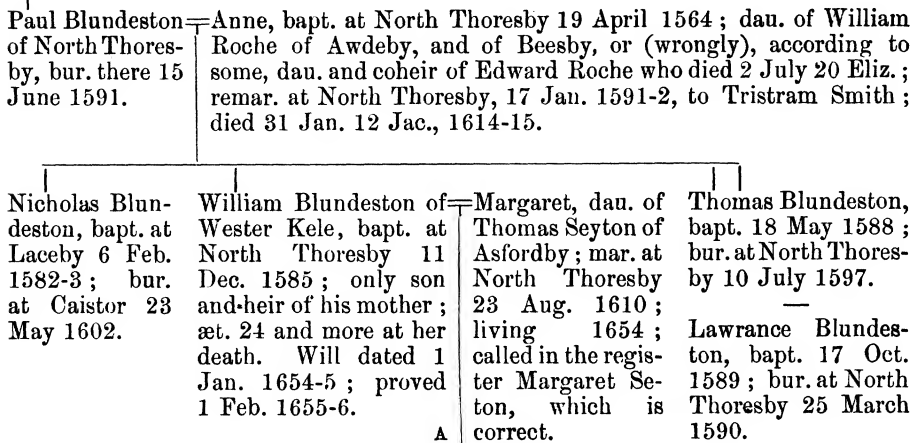 Paul Blundeston
of North Thores-
by, bur. there 15
June 1591.
Anne, bapt. at North Thoresby 19 April 1564 ; dau. of William
Roche of Awdeby, and of Beesby, or (wrongly), according to
some, dau. and coheir of Edward Roche who died 2 July 20 Eliz. ;
remar. at North Thoresby, 17 Jan. 1591-2, to Tristram Smith ;
died 31 Jan. 12 Jac., 1614-15.
Nicholas Blun-
deston, bapt. at
Laceby 6 Feb.
1582-3 ; bur.
at Caistor 23
May 1602.
William Blundeston of
Wester Kele, bapt. at
North Thoresby 11
Dec. 1585 ; only son
and heir of his mother ;
æt. 24 and more at her
death. Will dated 1
Jan. 1654-5 ; proved
1 Feb. 1655-6.
A
Margaret, dau. of
Thomas Seyton of
Asfordby ; mar. at
North Thoresby
23 Aug. 1610 ;
living 1654 ;
called in the regis-
ter Margaret Se-
ton, which is
correct.
Thomas Blundeston,
bapt. 18 May 1588 ;
bur. at North Thores-
by 10 July 1597.
—
Lawrance Blundes-
ton, bapt. 17 Oct.
1589 ; bur. at North
Thoresby 25 March
1590.